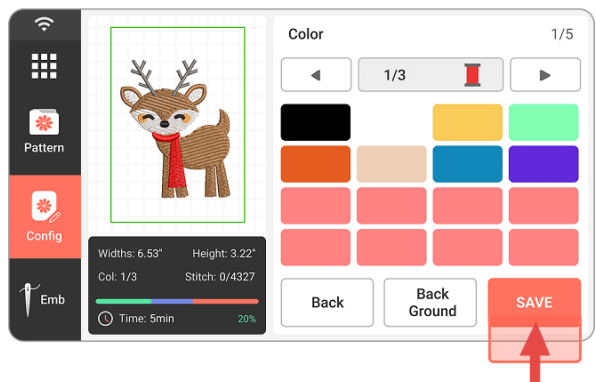 Color
1/5
1/3
Pattern
Config
Emb
Widths: 6.53"
Height: 3.22"
Col: 1/3
Stitch: 0/4327
Time: 5min
20%
Back
Back
Ground
SAVE